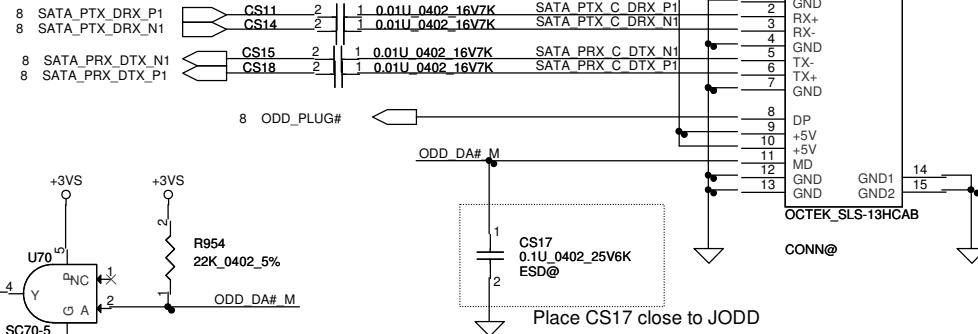 8 SATA_PTX_DRX_P1 CS11 2 1 0.01U_0402_16V7K SATA_PTX_C_DRX_P1
8 SATA_PTX_DRX_N1 CS14 2 1 0.01U_0402_16V7K SATA_PTX_C_DRX_N1
8 SATA_PRX_DTX_N1 CS15 2 1 0.01U_0402_16V7K SATA_PRX_C_DTX_N1
8 SATA_PRX_DTX_P1 CS18 2 1 0.01U_0402_16V7K SATA_PRX_C_DTX_P1
GND
2 RX+
3 RX-
4 GND
5 TX-
6 TX+
7 GND
8 ODD_PLUG#
8 DP
9 +5V
10 +5V
ODD_DA#_M
11 MD
12 GND
13 GND
GND1 14
GND2 15
OCTEK_SLS-13HCAB
CONN@
+3VS
+3VS
2
R954
22K_0402_5%
1
U70
5
P
NC 1
4 Y
G A 2
ODD_DA#_M
SC70-5
1
CS17
0.1U_0402_25V6K
ESD@
2
Place CS17 close to JODD